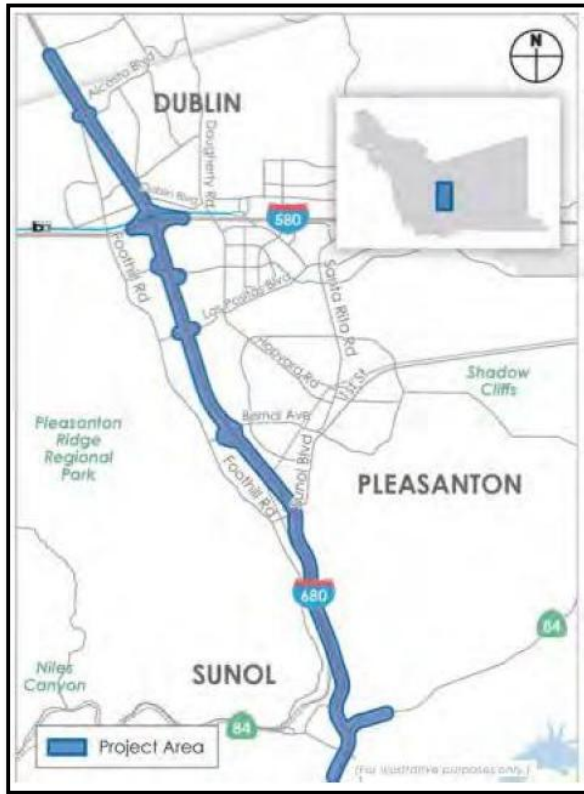 N
Alcosta Blvd
DUBLIN
Dougherty Rd
Dublin Blvd
580
Foothill Rd
Santa Rita Rd
Las Positas Blvd
Hopyard Rd
1st St
Shadow
Cliffs
Bernal Ave
Pleasanton
Ridge
Regional
Park
Foothill Rd
Sunol Blvd
PLEASANTON
680
84
Niles
Canyon
SUNOL
84
Project Area
(For illustrative purposes only.)